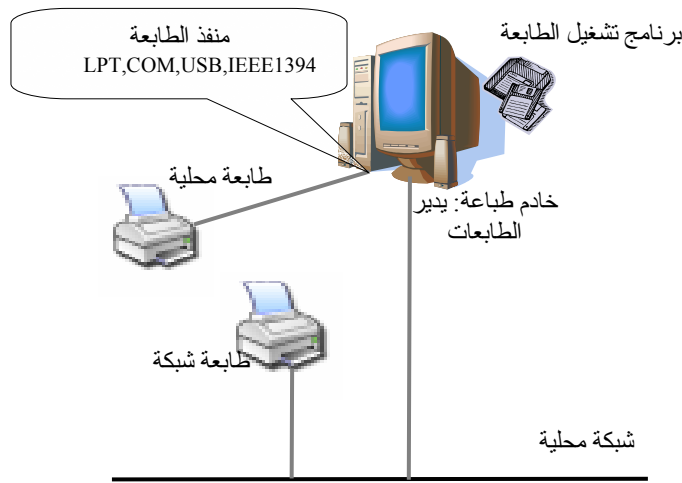 منفذ الطابعة
LPT,COM,USB,IEEE1394
برنامج تشغيل الطابعة
طابعة محلية
خادم طباعة: يدير
الطابعات
طابعة شبكة
شبكة محلية